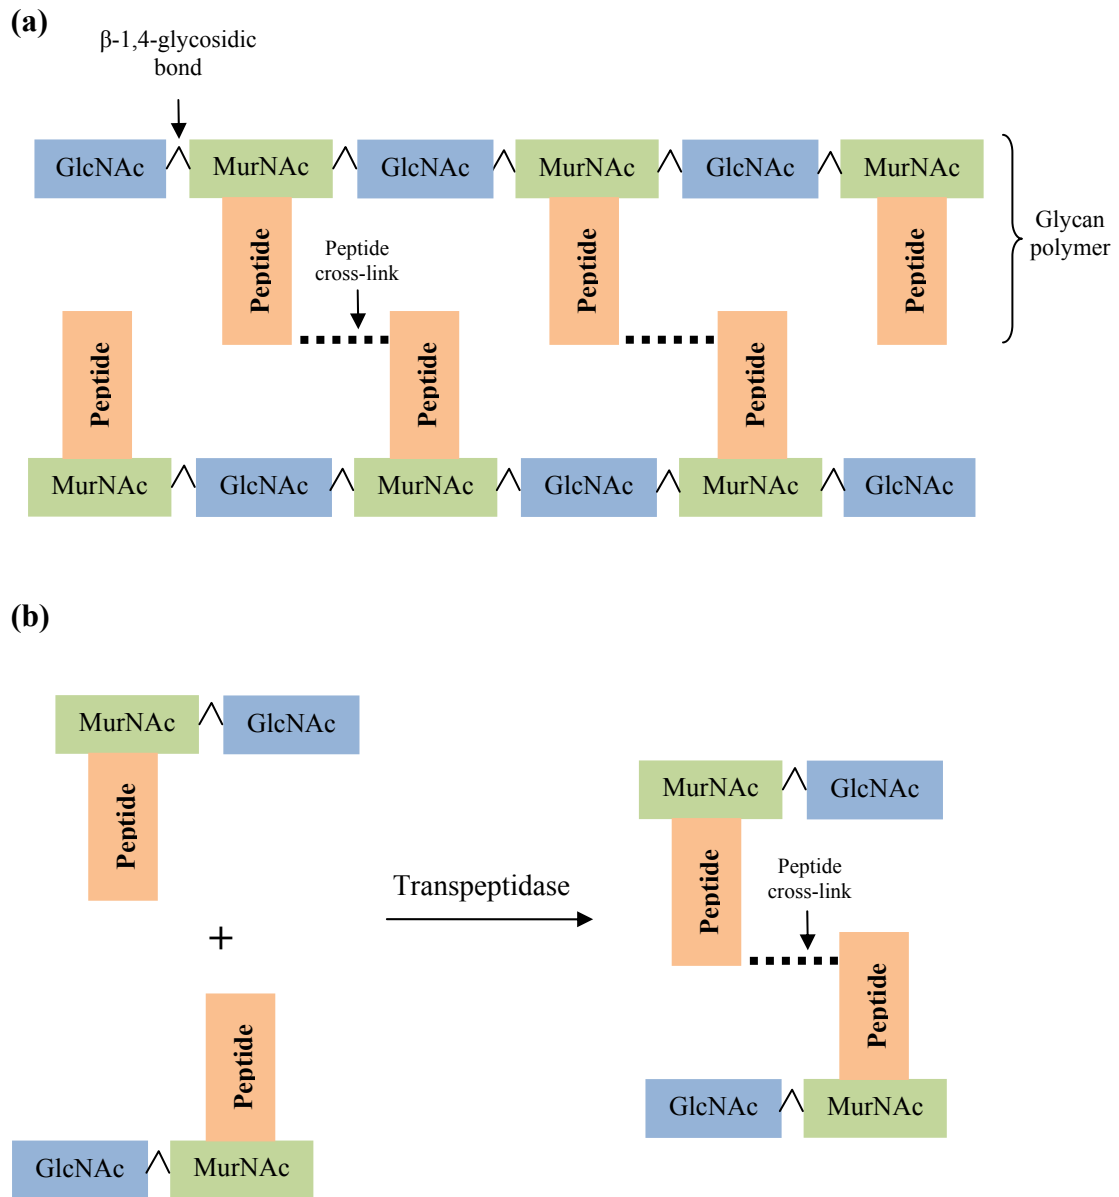 (a)
β-1,4-glycosidic
bond
GlcNAc MurNAc GlcNAc MurNAc GlcNAc MurNAc
Peptide Peptide Peptide
Glycan
polymer
Peptide
cross-link
Peptide Peptide Peptide
MurNAc GlcNAc MurNAc GlcNAc MurNAc GlcNAc
(b)
MurNAc GlcNAc
Peptide
+
Peptide
GlcNAc MurNAc
Transpeptidase
MurNAc GlcNAc
Peptide
Peptide
cross-link
Peptide
GlcNAc MurNAc